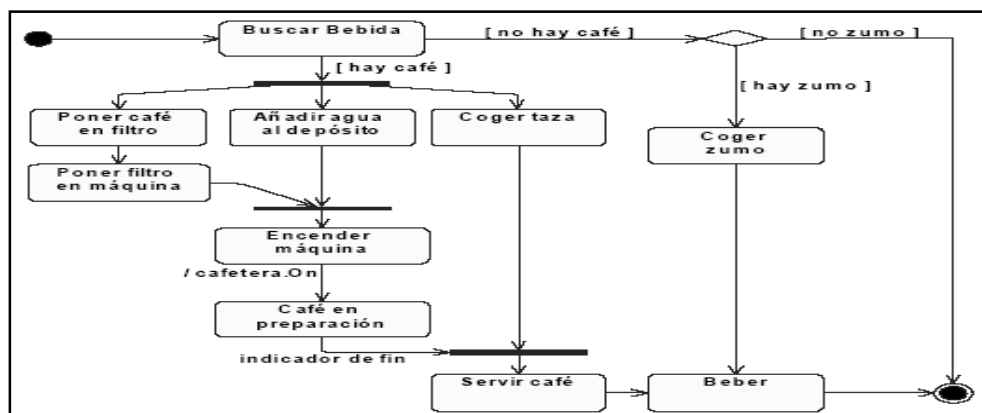 Buscar Bebida
[ no hay café ]
[ no zumo ]
[ hay café ]
[ hay zumo ]
Poner café
en filtro
Añadir agua
al depósito
Coger taza
Coger
zumo
Poner filtro
en máquina
Encender
máquina
/ cafetera.On
Café en
preparación
indicador de fin
Servir café
Beber